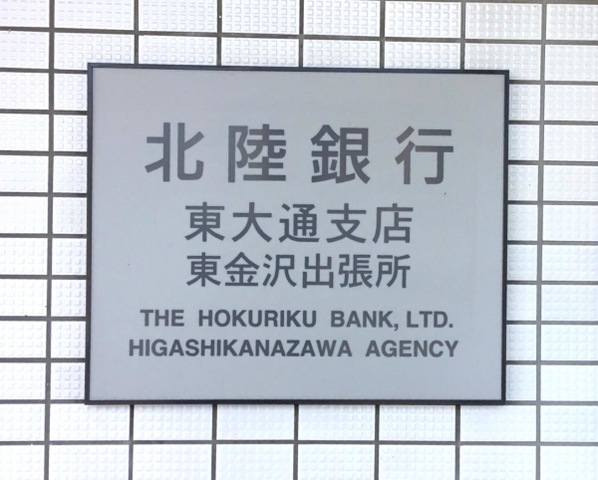 北陸銀行
東大通支店
東金沢出張所
THE HOKURIKU BANK, LTD.
HIGASHIKANAZAWA AGENCY